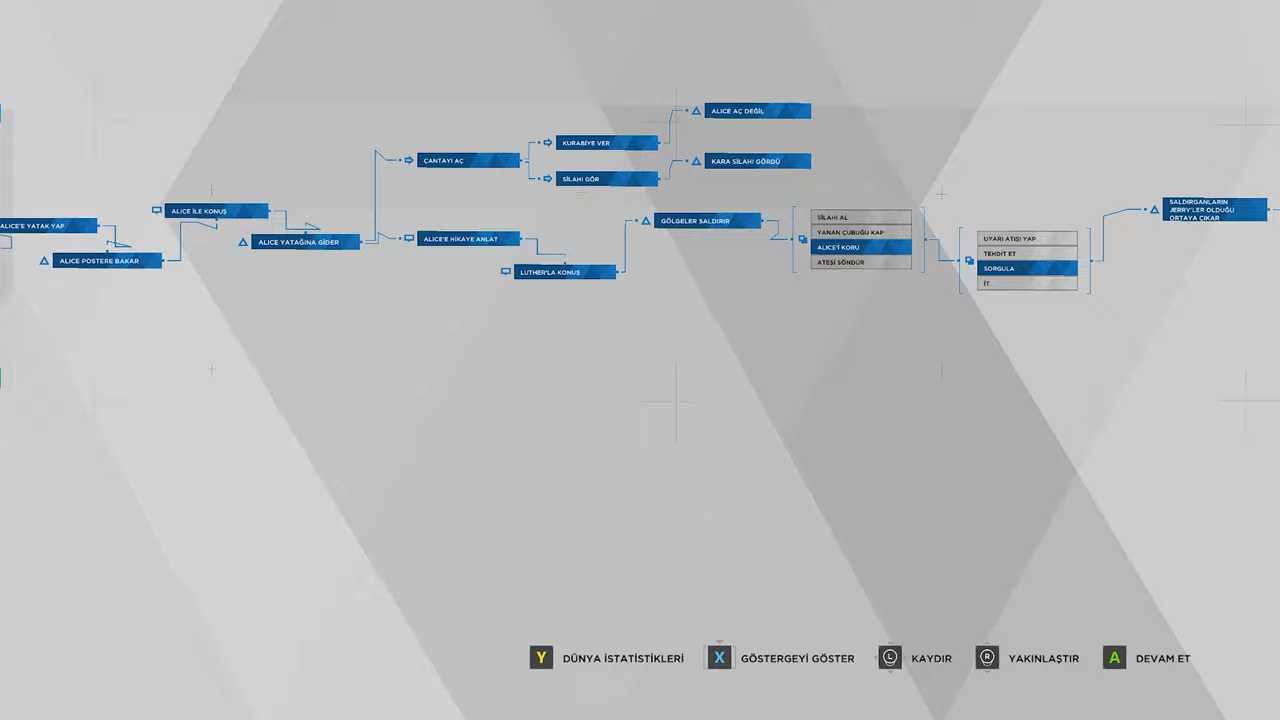 ALICE'E YATAK YAP
ALICE POSTERE BAKAR
ALICE İLE KONUŞ
ALICE YATAĞINA GİDER
ÇANTAYI AÇ
KURABİYE VER
SİLAHI GÖR
ALICE AÇ DEĞİL
KARA SİLAHI GÖRDÜ
ALICE'E HİKAYE ANLAT
LUTHER'LA KONUŞ
GÖLGELER SALDIRIR
SİLAHI AL
YANAN ÇUBUĞU KAP
ALICE'İ KORU
ATEŞİ SÖNDÜR
UYARI ATIŞI YAP
TEHDİT ET
SORGULA
İT
SALDIRGANLARIN
JERRY'LER OLDUĞU
ORTAYA ÇIKAR
Y DÜNYA İSTATİSTİKLERİ X GÖSTERGEYİ GÖSTER L KAYDIR R YAKINLAŞTIR A DEVAM ET